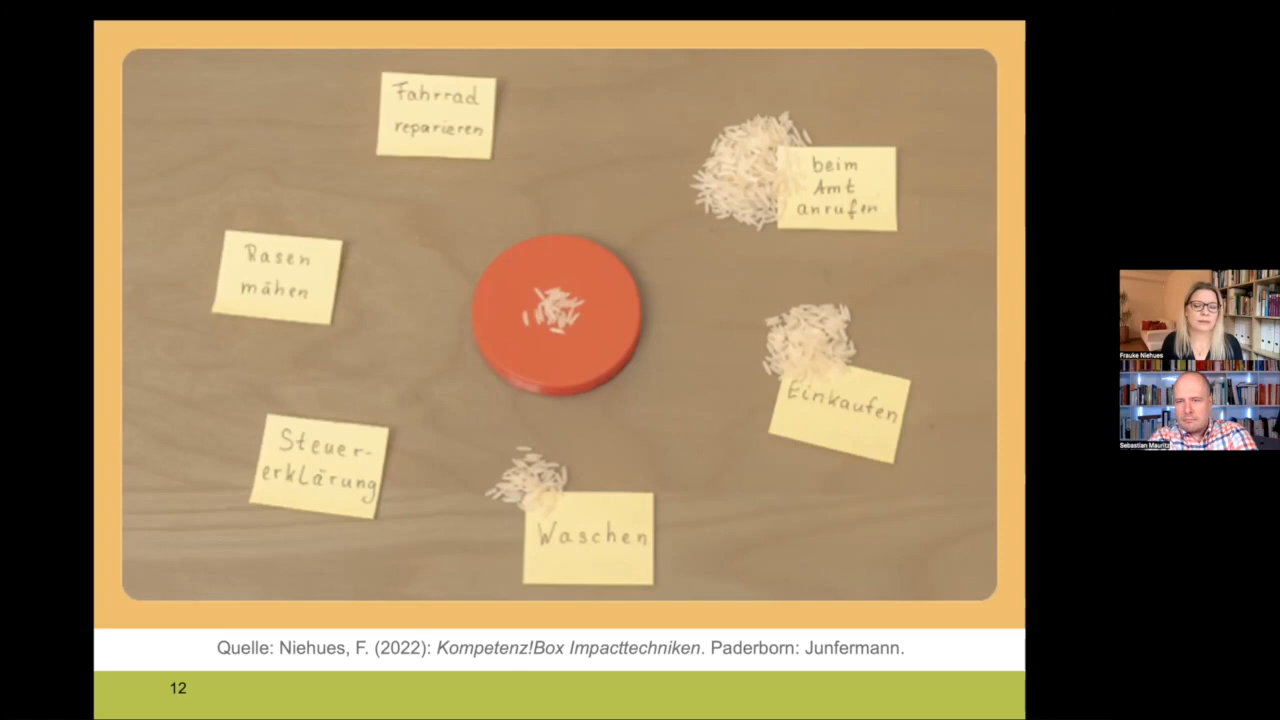 Fahrrad
reparieren
beim
Amt
anrufen
Rasen
mähen
Einkaufen
Steuer-
erklärung
Waschen
Quelle: Niehues, F. (2022): Kompetenz!Box Impacttechniken. Paderborn: Junfermann.
12
Frauke Niehues
Sebastian Mauritz